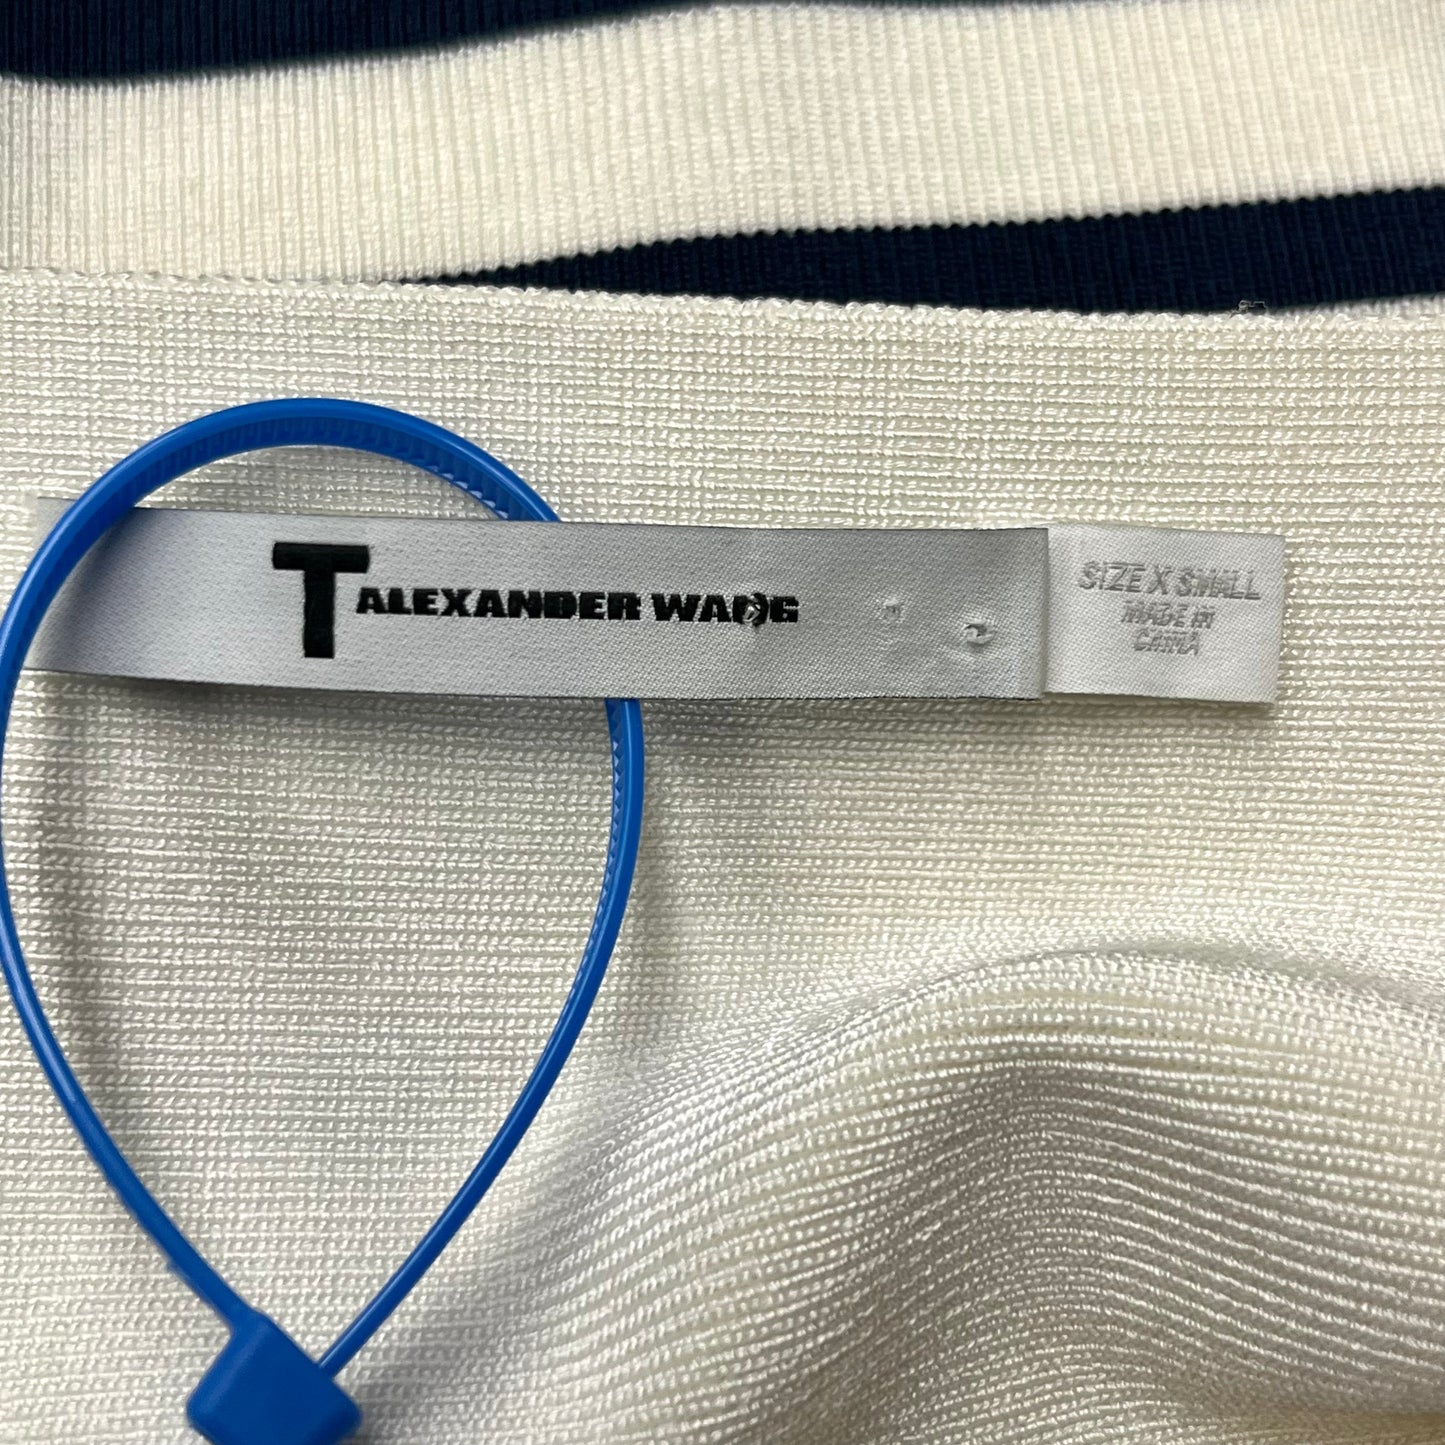 T ALEXANDER WANG
SIZE X SMALL
MADE IN
CHINA